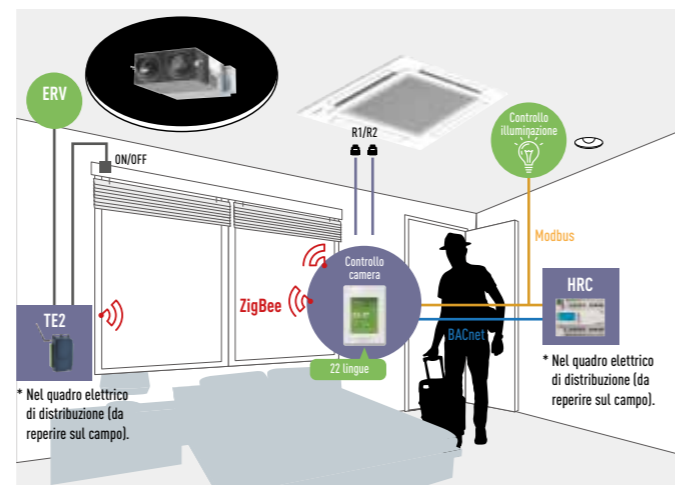 ERV
ON/OFF
R1/R2
Controllo
illuminazione
Modbus
Controllo
camera
ZigBee
22 lingue
BACnet
TE2
HRC
* Nel quadro elettrico
di distribuzione (da
reperire sul campo).
* Nel quadro elettrico
di distribuzione (da
reperire sul campo).